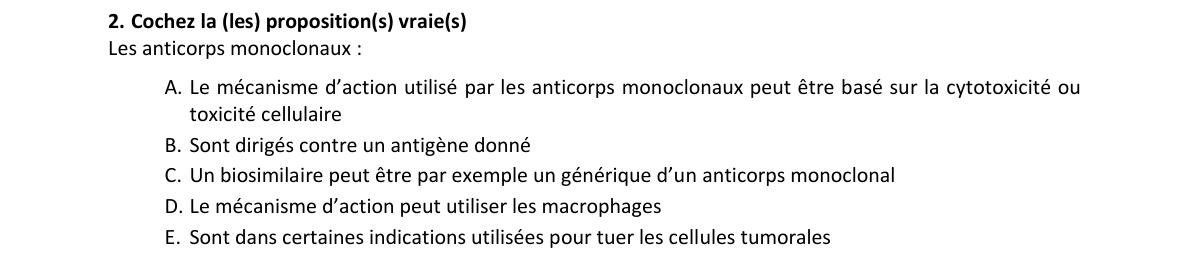 2. Cochez la (les) proposition(s) vraie(s)
Les anticorps monoclonaux :
A. Le mécanisme d’action utilisé par les anticorps monoclonaux peut être basé sur la cytotoxicité ou
toxicité cellulaire
B. Sont dirigés contre un antigène donné
C. Un biosimilaire peut être par exemple un générique d’un anticorps monoclonal
D. Le mécanisme d’action peut utiliser les macrophages
E. Sont dans certaines indications utilisées pour tuer les cellules tumorales